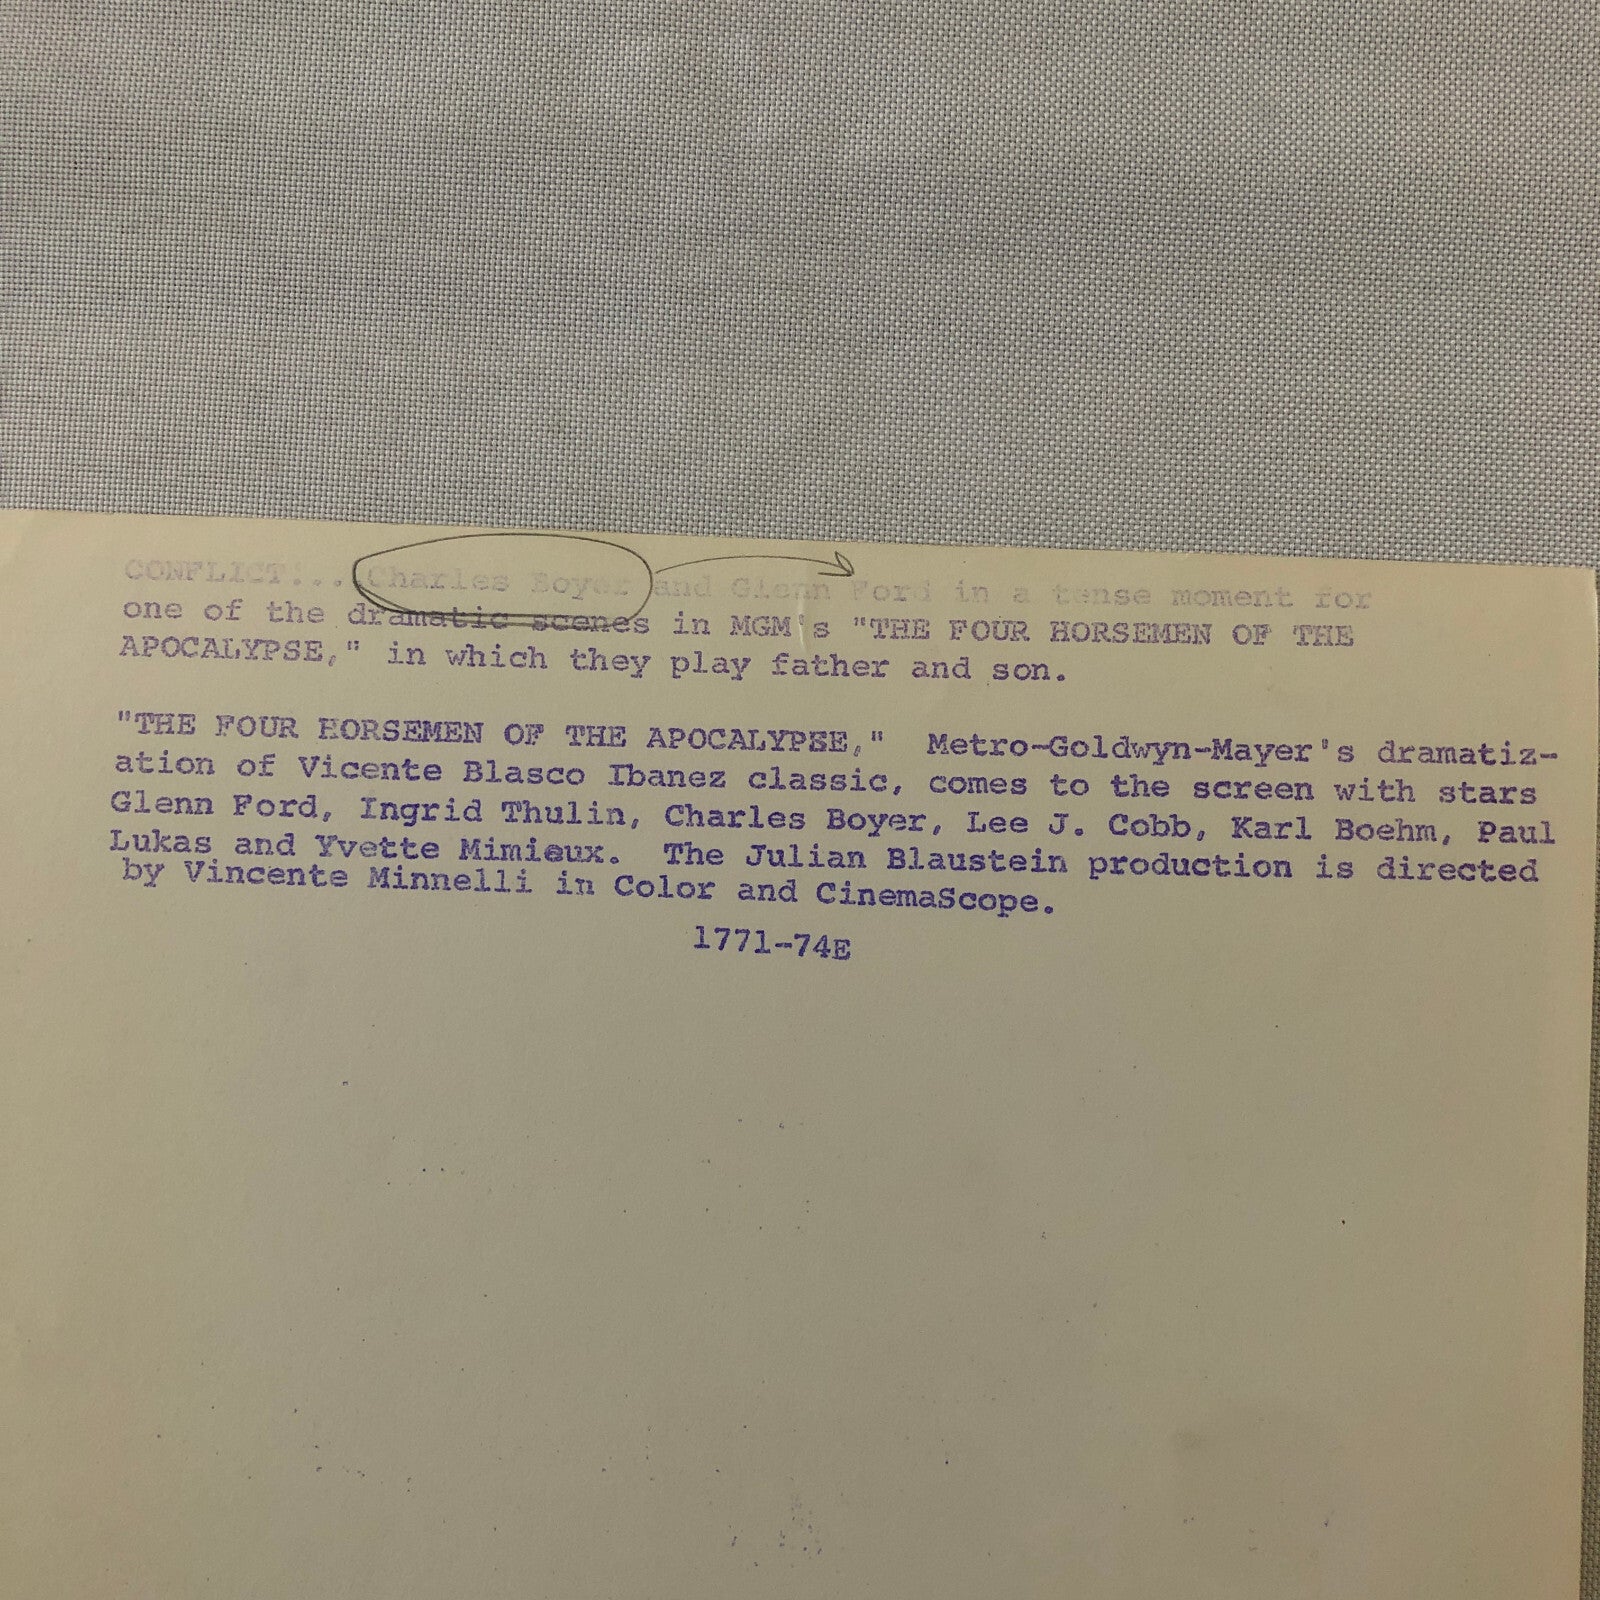 CONFLICT... Charles Boyer and Glenn Ford in a tense moment for
one of the dramatic scenes in MGM's "THE FOUR HORSEMEN OF THE
APOCALYPSE," in which they play father and son.
"THE FOUR HORSEMEN OF THE APOCALYPSE," Metro-Goldwyn-Mayer's dramatiz-
ation of Vicente Blasco Ibanez classic, comes to the screen with stars
Glenn Ford, Ingrid Thulin, Charles Boyer, Lee J. Cobb, Karl Boehm, Paul
Lukas and Yvette Mimieux. The Julian Blaustein production is directed
by Vincente Minnelli in Color and CinemaScope.
1771-74E